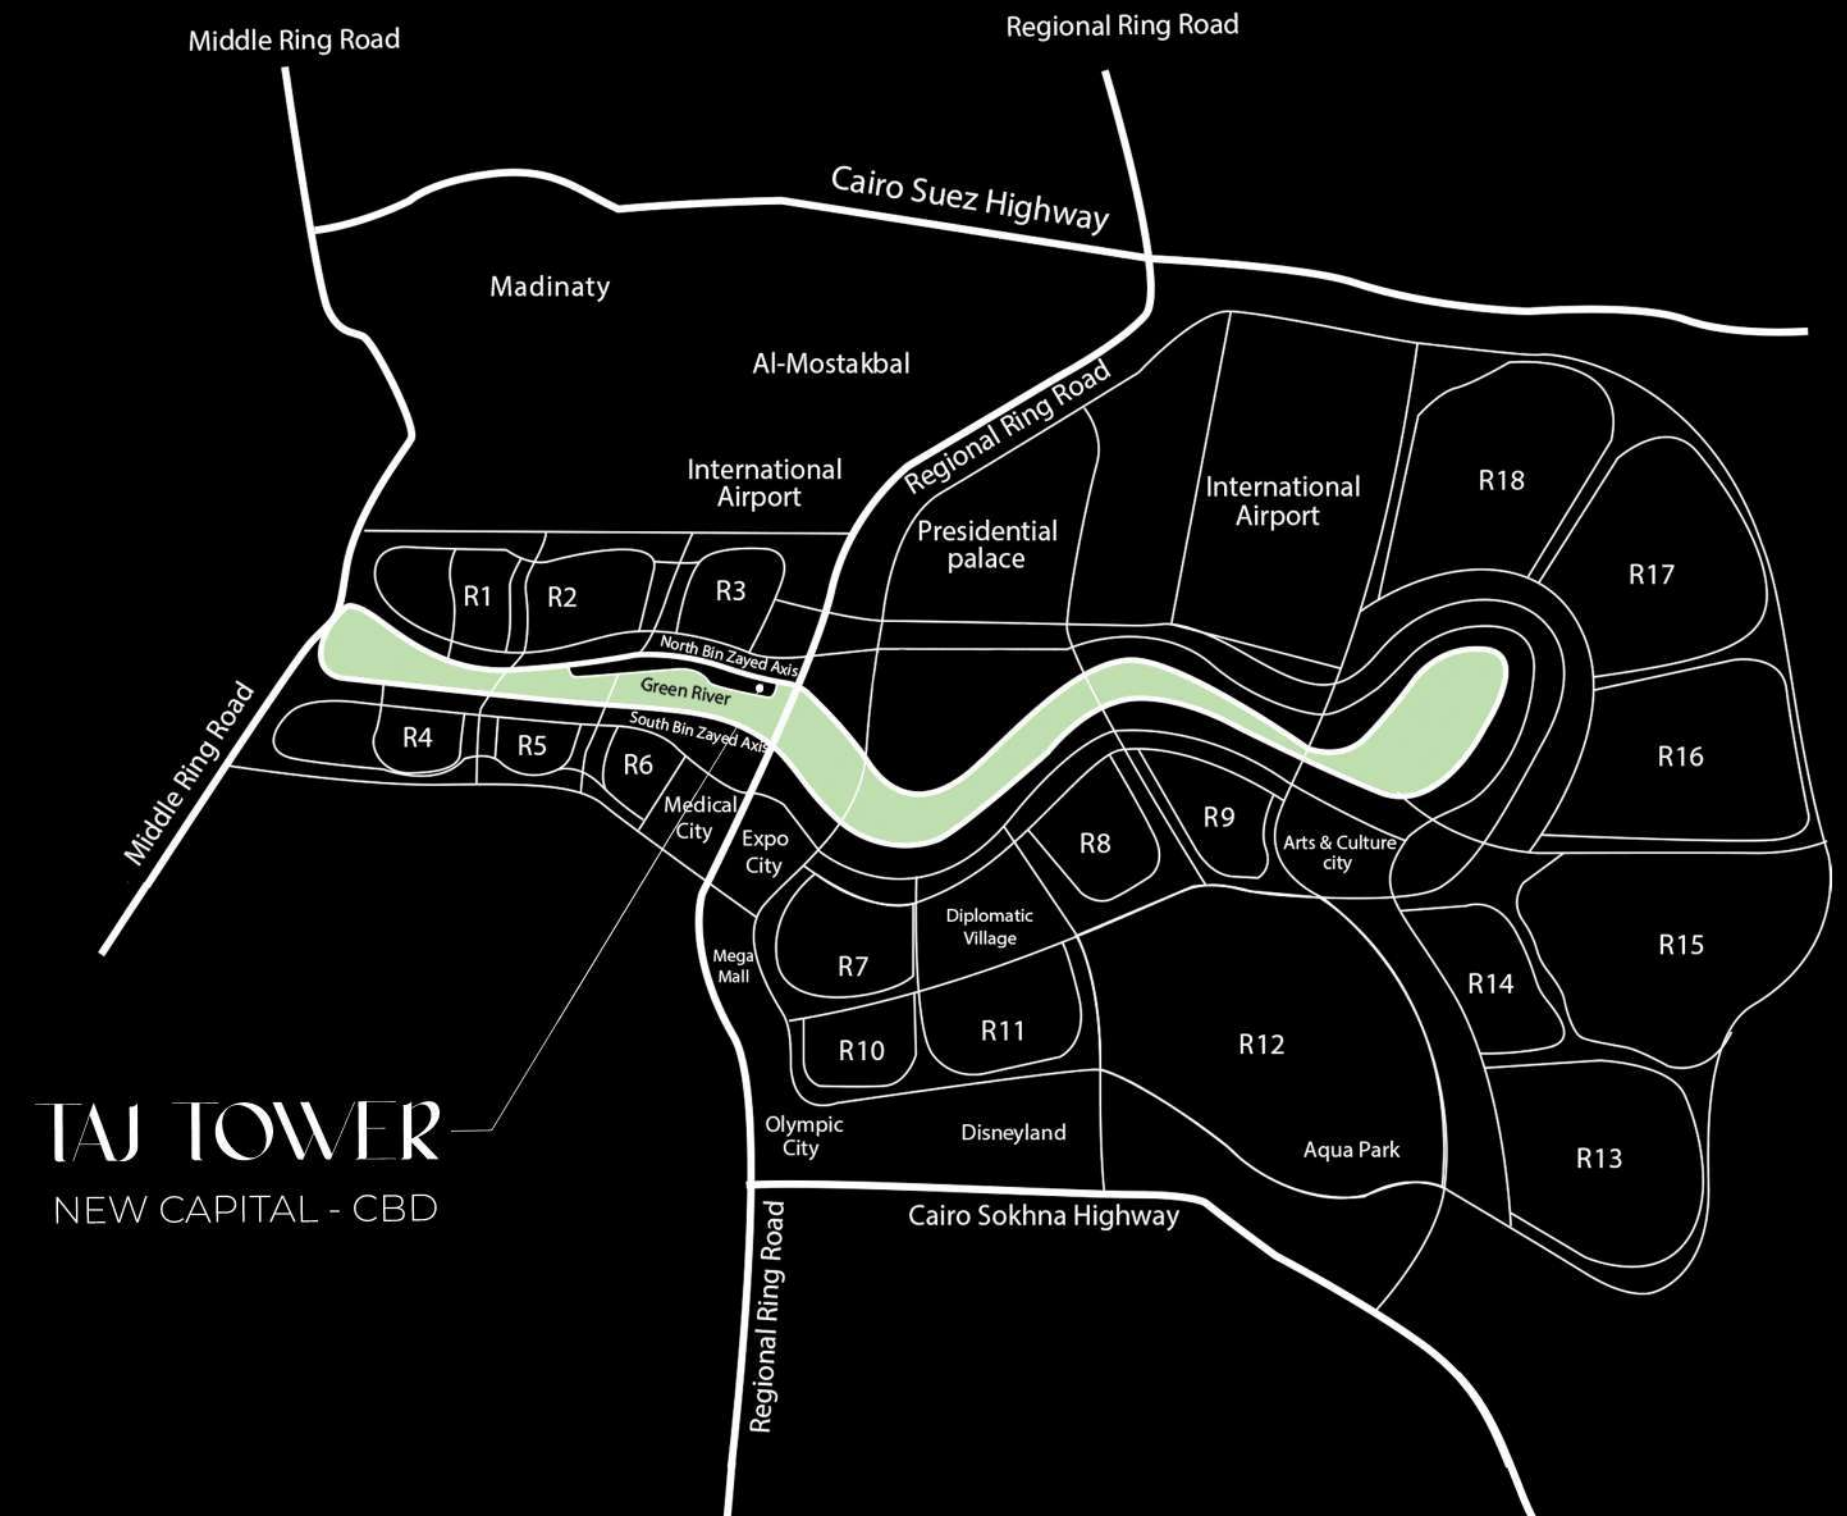 Middle Ring Road
Regional Ring Road
Cairo Suez Highway
Madinaty
Al-Mostakbal
Regional Ring Road
International
Airport
International
Airport
R18
Presidential
palace
R17
R1
R2
R3
North Bin Zayed Axis
Green River
South Bin Zayed Axis
R4
R5
R6
Middle Ring Road
R16
Medical
City
Expo
City
R8
R9
Arts & Culture
city
Diplomatic
Village
R7
Mega
Mall
R15
R14
R10
R11
R12
TAJ TOWER
NEW CAPITAL - CBD
Olympic
City
Disneyland
Aqua Park
R13
Cairo Sokhna Highway
Regional Ring Road